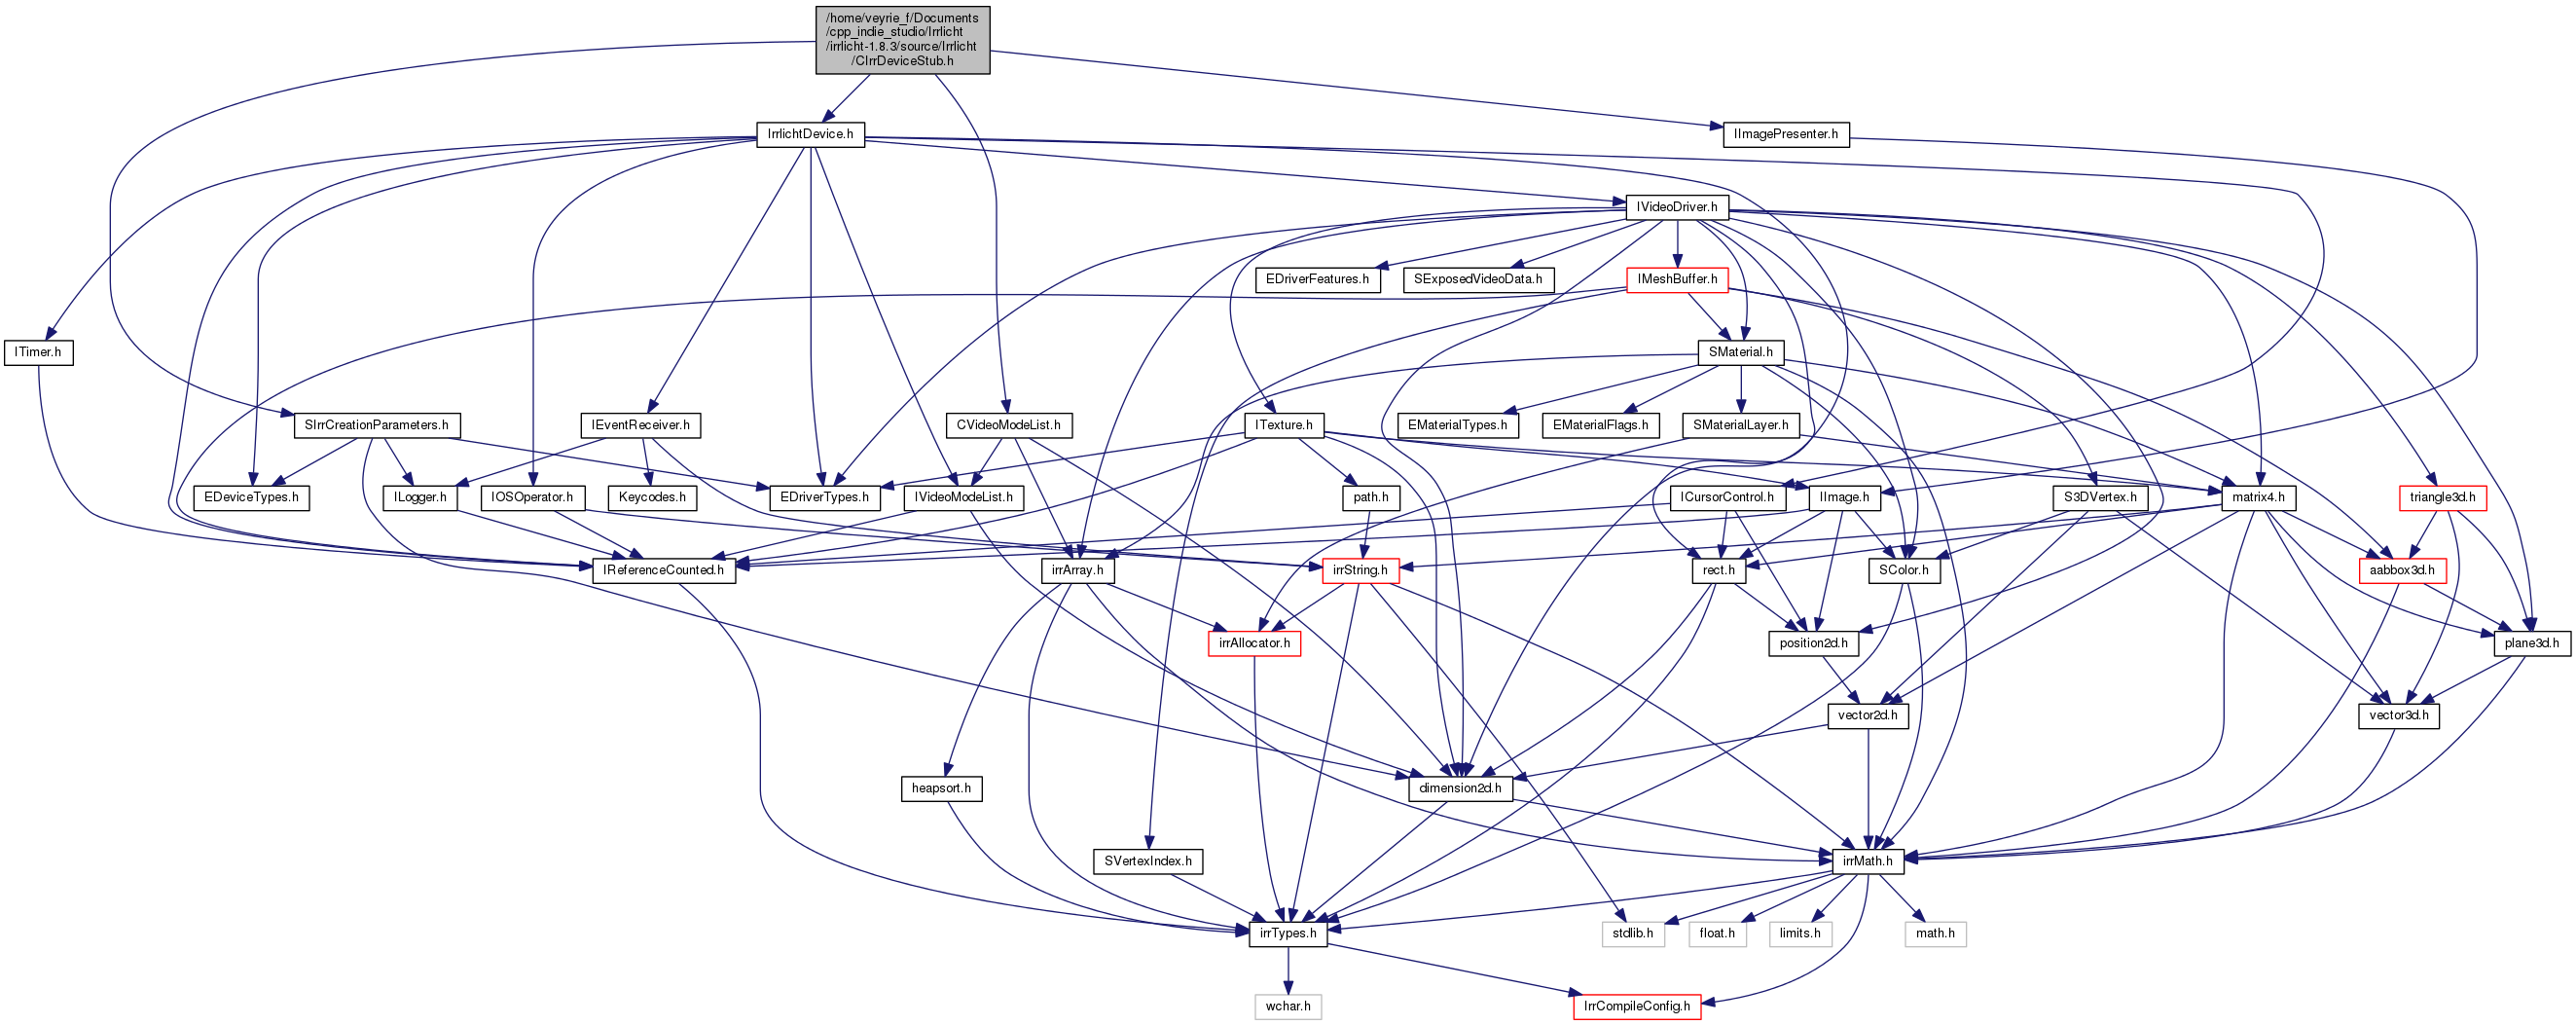 /home/veyrie_f/Documents
/cpp_indie_studio/Irrlicht
/irrlicht-1.8.3/source/Irrlicht
/CIrrDeviceStub.h
IrrlichtDevice.h
IImagePresenter.h
IVideoDriver.h
EDriverFeatures.h
SExposedVideoData.h
IMeshBuffer.h
ITimer.h
SMaterial.h
SIrrCreationParameters.h
IEventReceiver.h
CVideoModeList.h
ITexture.h
EMaterialTypes.h
EMaterialFlags.h
SMaterialLayer.h
EDeviceTypes.h
ILogger.h
IOSOperator.h
Keycodes.h
EDriverTypes.h
IVideoModeList.h
path.h
ICursorControl.h
IImage.h
S3DVertex.h
matrix4.h
triangle3d.h
IReferenceCounted.h
irrArray.h
irrString.h
rect.h
SColor.h
aabbox3d.h
irrAllocator.h
position2d.h
plane3d.h
vector2d.h
vector3d.h
heapsort.h
dimension2d.h
SVertexIndex.h
irrMath.h
irrTypes.h
stdlib.h
float.h
limits.h
math.h
wchar.h
IrrCompileConfig.h